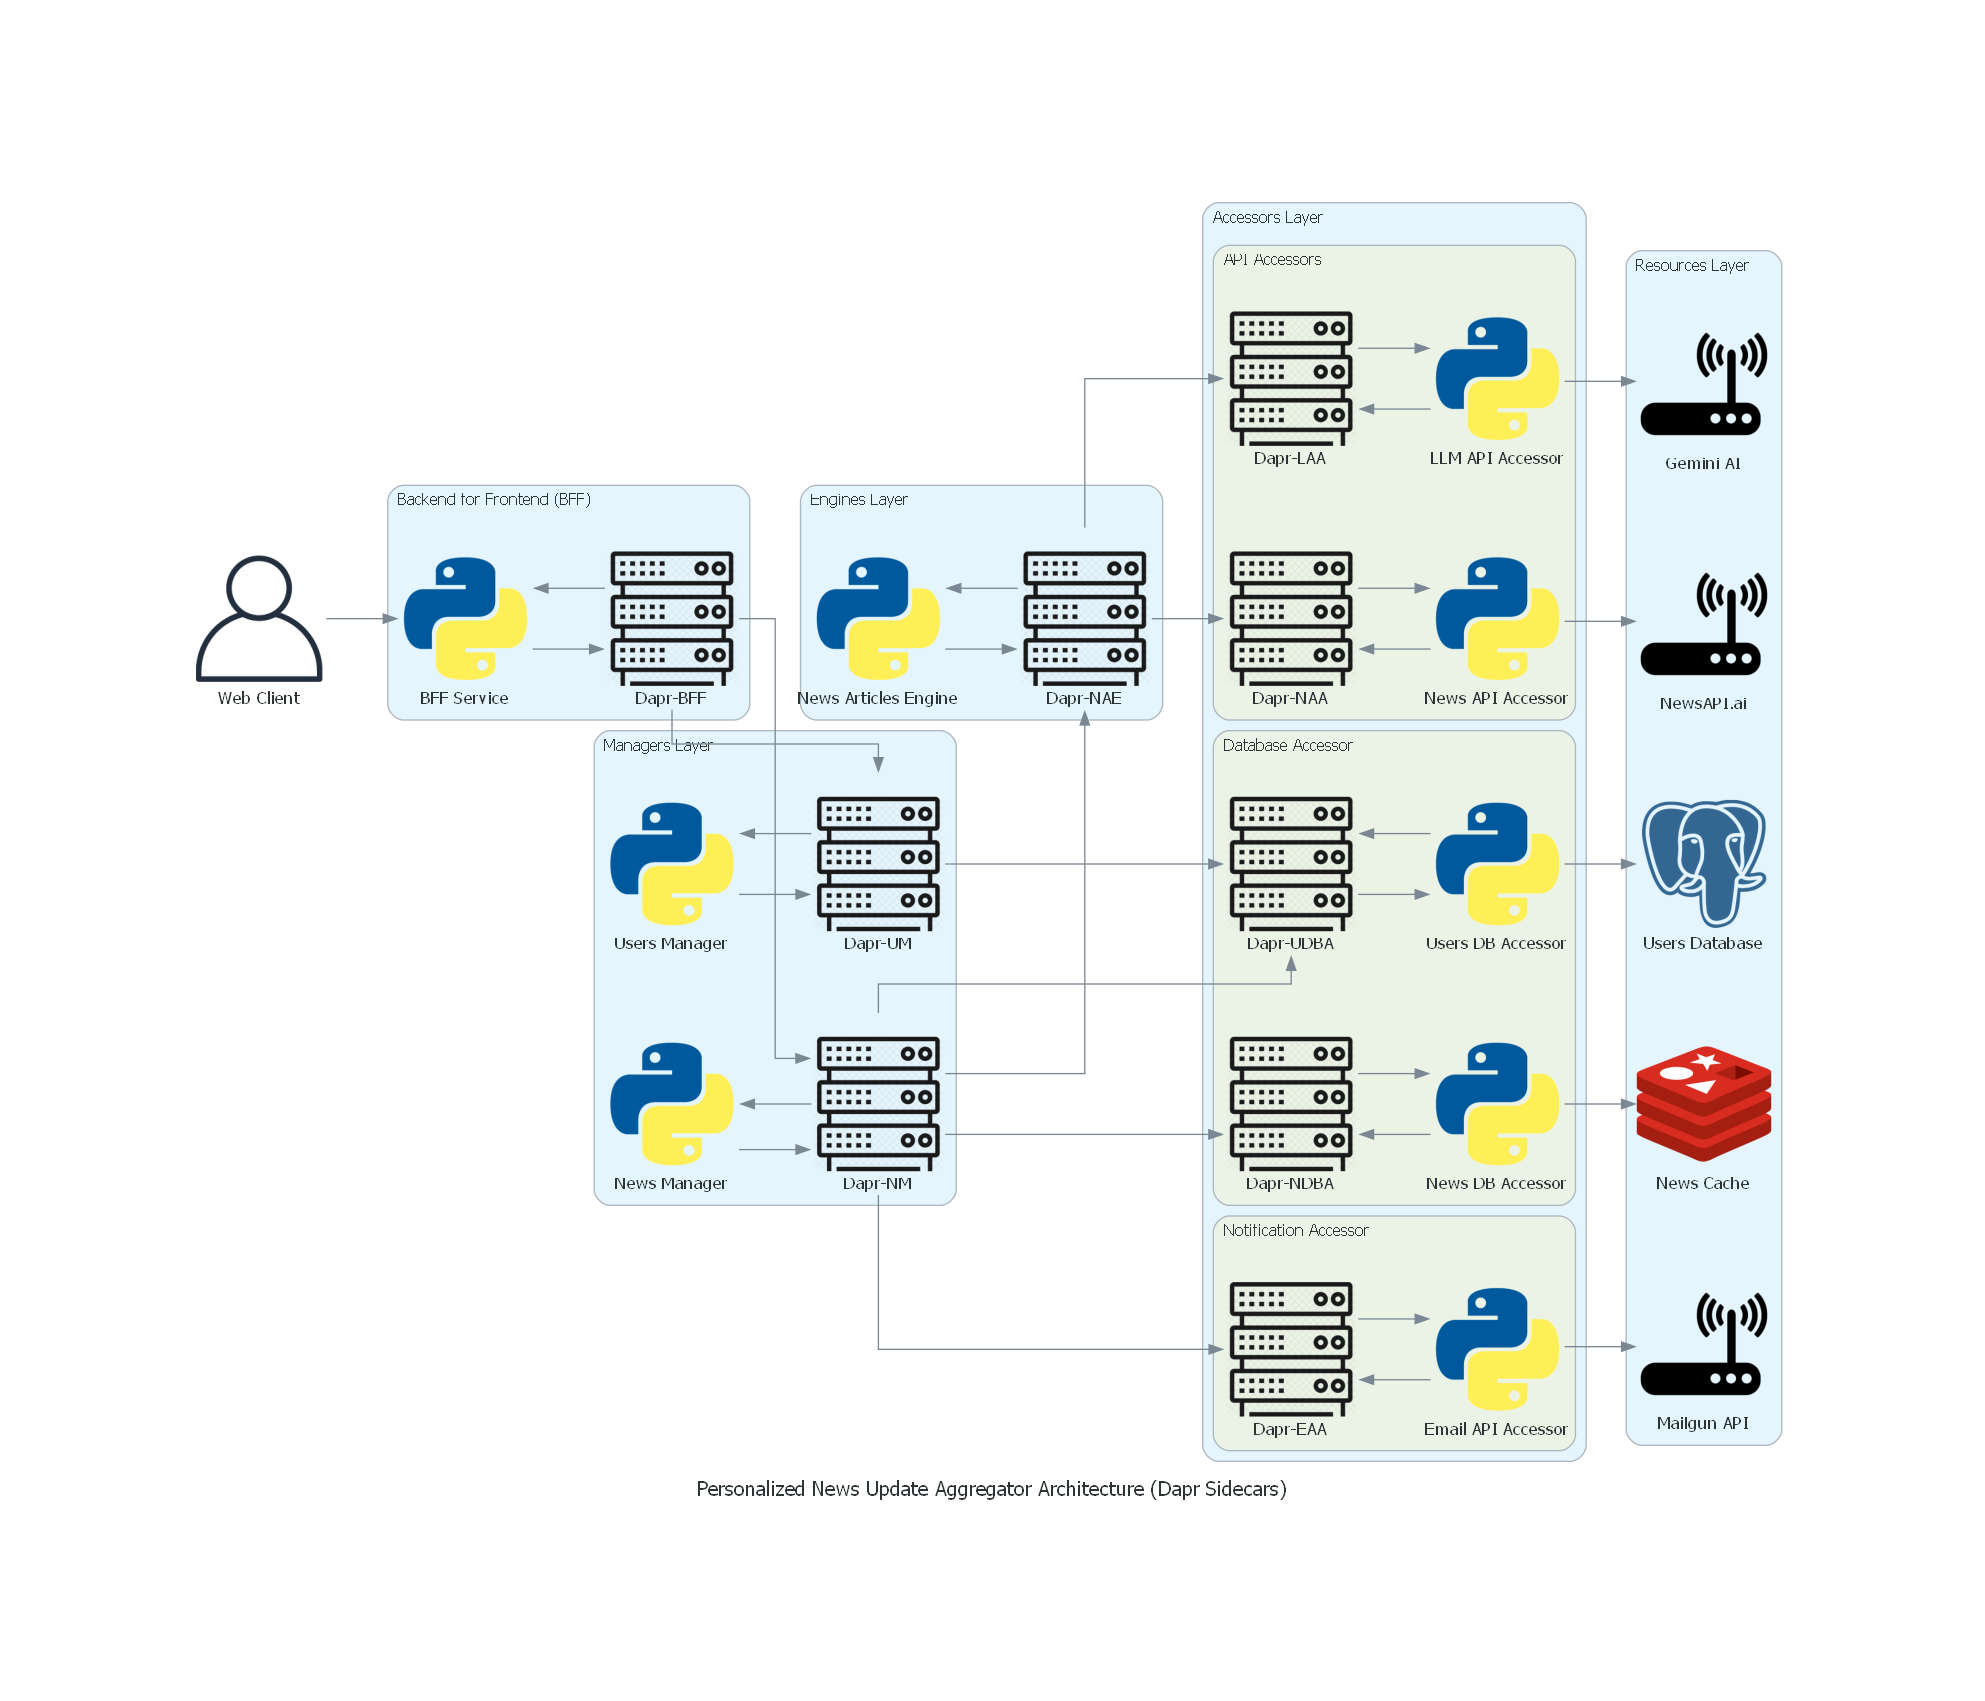 Accessors Layer
API Accessors
Resources Layer
Dapr-LAA
LLM API Accessor
Gemini AI
Backend for Frontend (BFF)
Engines Layer
Web Client
BFF Service
Dapr-BFF
News Articles Engine
Dapr-NAE
Dapr-NAA
News API Accessor
NewsAPI.ai
Managers Layer
Database Accessor
Users Manager
Dapr-UM
Dapr-UDBA
Users DB Accessor
Users Database
News Manager
Dapr-NM
Dapr-NDBA
News DB Accessor
News Cache
Notification Accessor
Dapr-EAA
Email API Accessor
Mailgun API
Personalized News Update Aggregator Architecture (Dapr Sidecars)